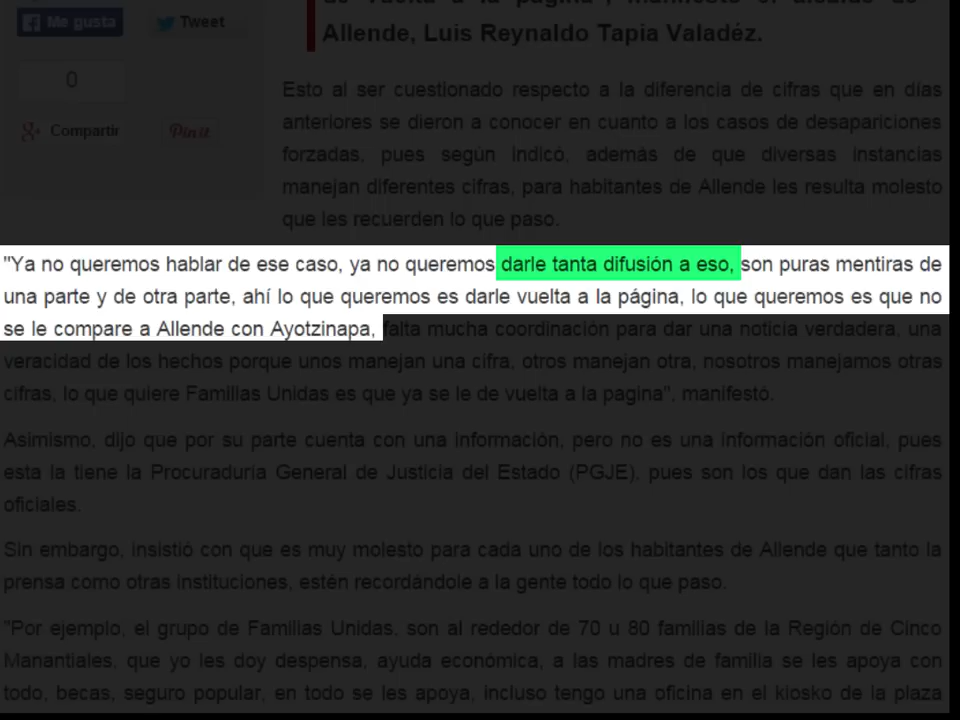 de vuelta a la página", manifestó el alcalde de
Allende, Luis Reynaldo Tapia Valadéz.
Me gusta
Tweet
0
Compartir
Pin it
Esto al ser cuestionado respecto a la diferencia de cifras que en días
anteriores se dieron a conocer en cuanto a los casos de desapariciones
forzadas, pues según indicó, además de que diversas instancias
manejan diferentes cifras, para habitantes de Allende les resulta molesto
que les recuerden lo que paso.
"Ya no queremos hablar de ese caso, ya no queremos darle tanta difusión a eso, son puras mentiras de
una parte y de otra parte, ahí lo que queremos es darle vuelta a la página, lo que queremos es que no
se le compare a Allende con Ayotzinapa, falta mucha coordinación para dar una noticia verdadera, una
veracidad de los hechos porque unos manejan una cifra, otros manejan otra, nosotros manejamos otras
cifras, lo que quiere Familias Unidas es que ya se le de vuelta a la pagina", manifestó.
Asimismo, dijo que por su parte cuenta con una información, pero no es una información oficial, pues
esta la tiene la Procuraduría General de Justicia del Estado (PGJE), pues son los que dan las cifras
oficiales.
Sin embargo, insistió con que es muy molesto para cada uno de los habitantes de Allende que tanto la
prensa como otras instituciones, estén recordándole a la gente todo lo que paso.
"Por ejemplo, el grupo de Familias Unidas, son al rededor de 70 u 80 familias de la Región de Cinco
Manantiales, que yo les doy despensa, ayuda económica, a las madres de familia se les apoya con
todo, becas, seguro popular, en todo se les apoya, incluso tengo una oficina en el kiosko de la plaza